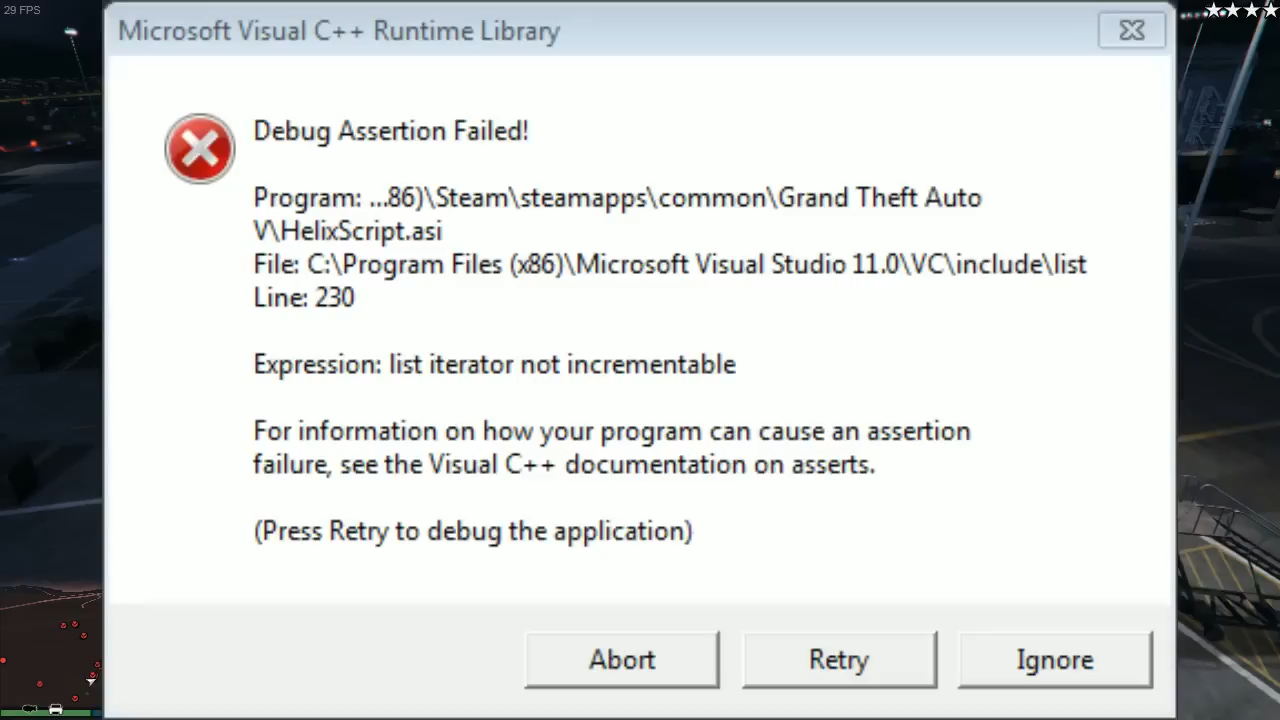 29 FPS
Microsoft Visual C++ Runtime Library
Debug Assertion Failed!
Program: ...86)\Steam\steamapps\common\Grand Theft Auto
V\HelixScript.asi
File: C:\Program Files (x86)\Microsoft Visual Studio 11.0\VC\include\list
Line: 230
Expression: list iterator not incrementable
For information on how your program can cause an assertion
failure, see the Visual C++ documentation on asserts.
(Press Retry to debug the application)
Abort
Retry
Ignore